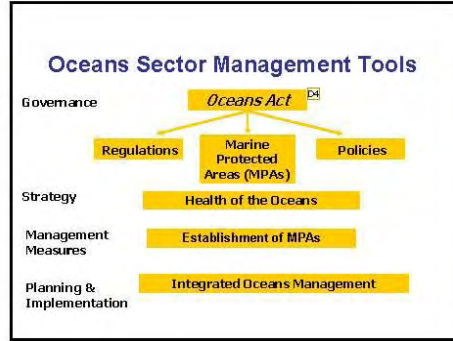 Oceans Sector Management Tools
Governance
Oceans Act
D4
Regulations
Marine
Protected
Areas (MPAs)
Policies
Strategy
Health of the Oceans
Management
Measures
Establishment of MPAs
Planning &
Implementation
Integrated Oceans Management